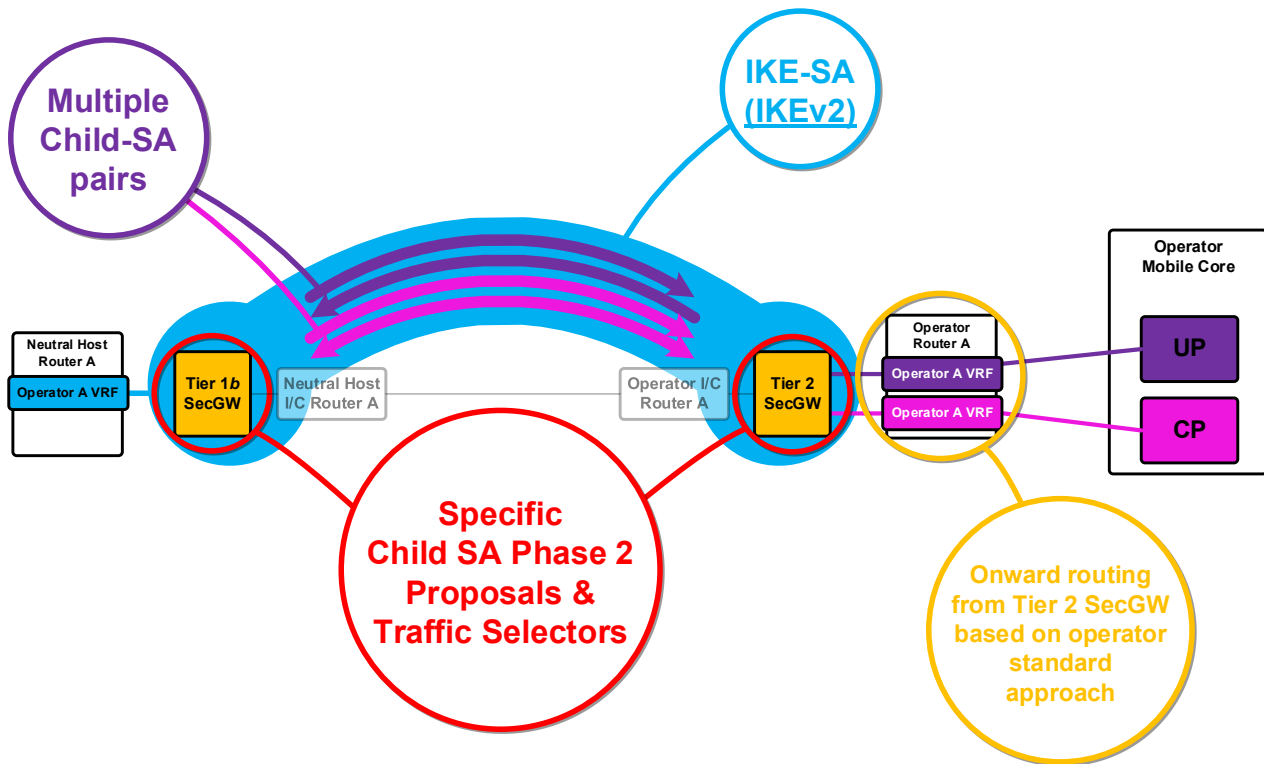 Multiple
Child-SA
pairs
IKE-SA
(IKEv2)
Neutral Host
Router A
Operator A VRF
Tier 1b
SecGW
Neutral Host
I/C Router A
Operator I/C
Router A
Tier 2
SecGW
Operator
Router A
Operator A VRF
Operator A VRF
Operator
Mobile Core
UP
CP
Specific
Child SA Phase 2
Proposals &
Traffic Selectors
Onward routing
from Tier 2 SecGW
based on operator
standard
approach